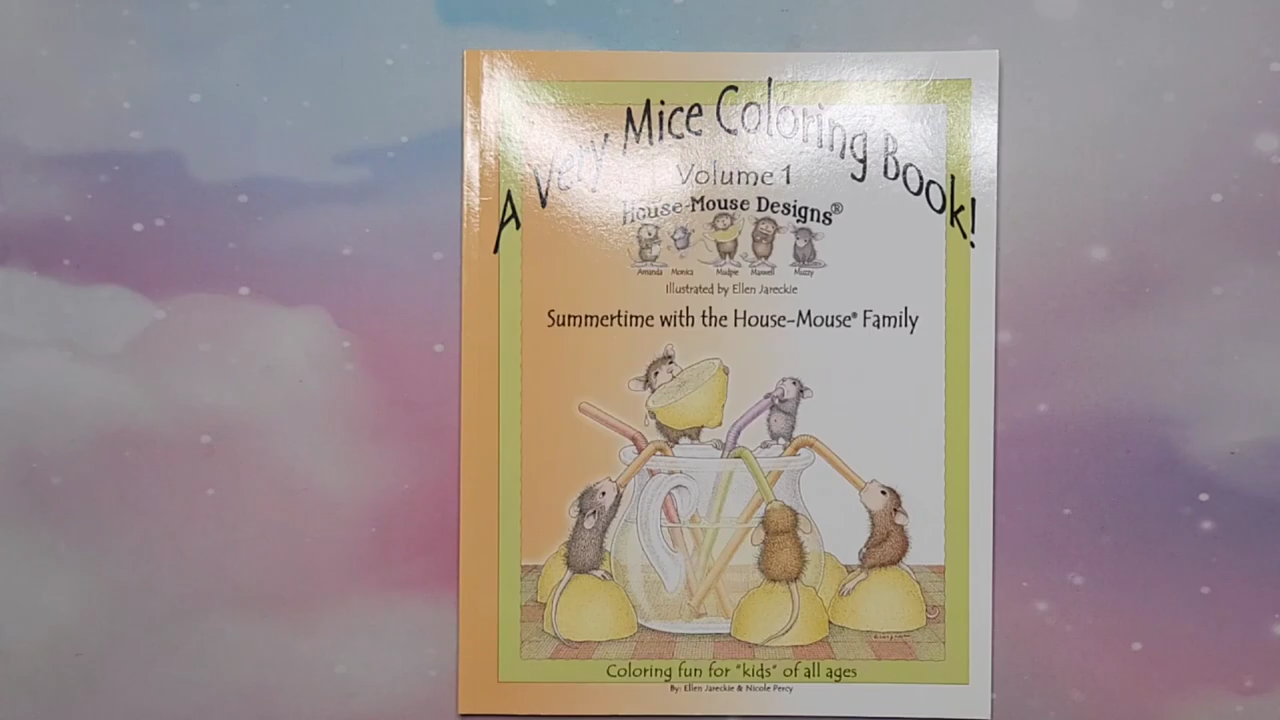 A Very Mice Coloring Book!
Volume 1
House-Mouse Designs®
Amanda Monica Mudpie Maxwell Muzzy
Illustrated by Ellen Jareckie
Summertime with the House-Mouse® Family
Coloring fun for "kids" of all ages
By: Ellen Jareckie & Nicole Percy